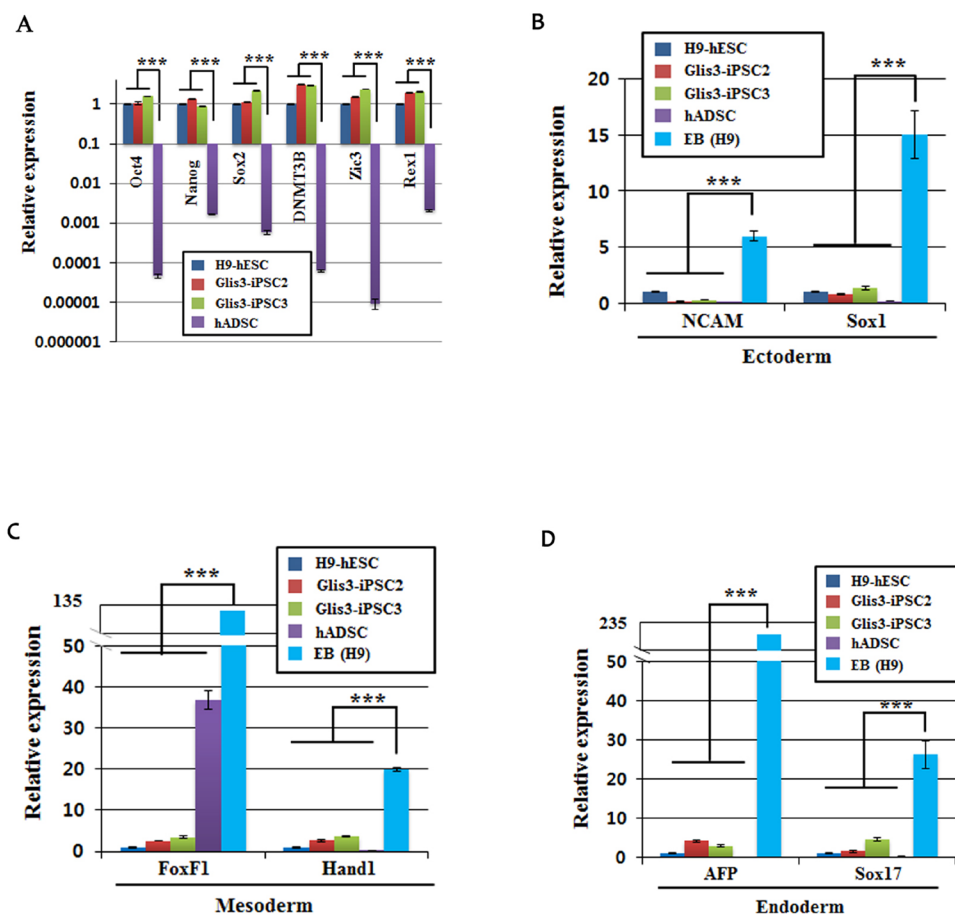 A
*** *** *** *** *** ***
Relative expression
1
0.1
0.01
0.001
0.0001
0.00001
0.000001
Oct4
Nanog
Sox2
DNMT3B
Zic3
Rex1
H9-hESC
Glis3-iPSC2
Glis3-iPSC3
hADSC
B
H9-hESC
Glis3-iPSC2
Glis3-iPSC3
hADSC
EB (H9)
Relative expression
20
15
10
5
0
***
***
NCAM
Sox1
Ectoderm
C
H9-hESC
Glis3-iPSC2
Glis3-iPSC3
hADSC
EB (H9)
Relative expression
135
50
40
30
20
10
0
***
***
FoxF1
Hand1
Mesoderm
D
H9-hESC
Glis3-iPSC2
Glis3-iPSC3
hADSC
EB (H9)
Relative expression
235
50
40
30
20
10
0
***
***
AFP
Sox17
Endoderm